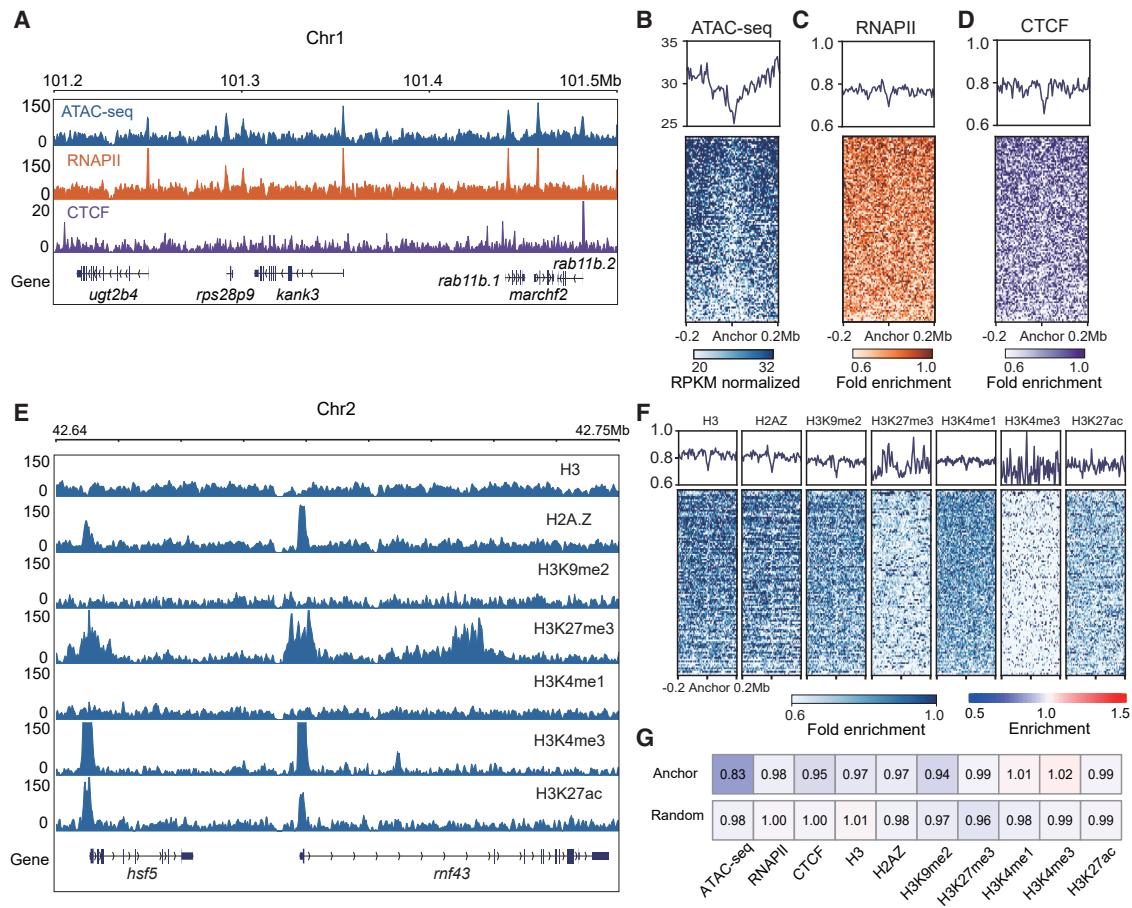 A
Chr1
101.2 101.3 101.4 101.5Mb
150
ATAC-seq
0
150
RNAPII
0
20
CTCF
0
Gene
ugt2b4 rps28p9 kank3 rab11b.1 marchf2 rab11b.2
B
ATAC-seq
35
30
25
-0.2 Anchor 0.2Mb
20 32
RPKM normalized
C
RNAPII
1.0
0.8
0.6
-0.2 Anchor 0.2Mb
0.6 1.0
Fold enrichment
D
CTCF
1.0
0.8
0.6
-0.2 Anchor 0.2Mb
0.6 1.0
Fold enrichment
E
Chr2
42.64 42.75Mb
150
H3
0
150
H2A.Z
0
150
H3K9me2
0
150
H3K27me3
0
150
H3K4me1
0
150
H3K4me3
0
150
H3K27ac
0
Gene
hsf5 rnf43
F
H3 H2AZ H3K9me2 H3K27me3 H3K4me1 H3K4me3 H3K27ac
1.0
0.8
0.6
-0.2 Anchor 0.2Mb
0.6 1.0
Fold enrichment
0.5 1.0 1.5
Enrichment
G
Anchor 0.83 0.98 0.95 0.97 0.97 0.94 0.99 1.01 1.02 0.99
Random 0.98 1.00 1.00 1.01 0.98 0.97 0.96 0.98 0.99 0.99
ATAC-seq RNAPII CTCF H3 H2AZ H3K9me2 H3K27me3 H3K4me1 H3K4me3 H3K27ac